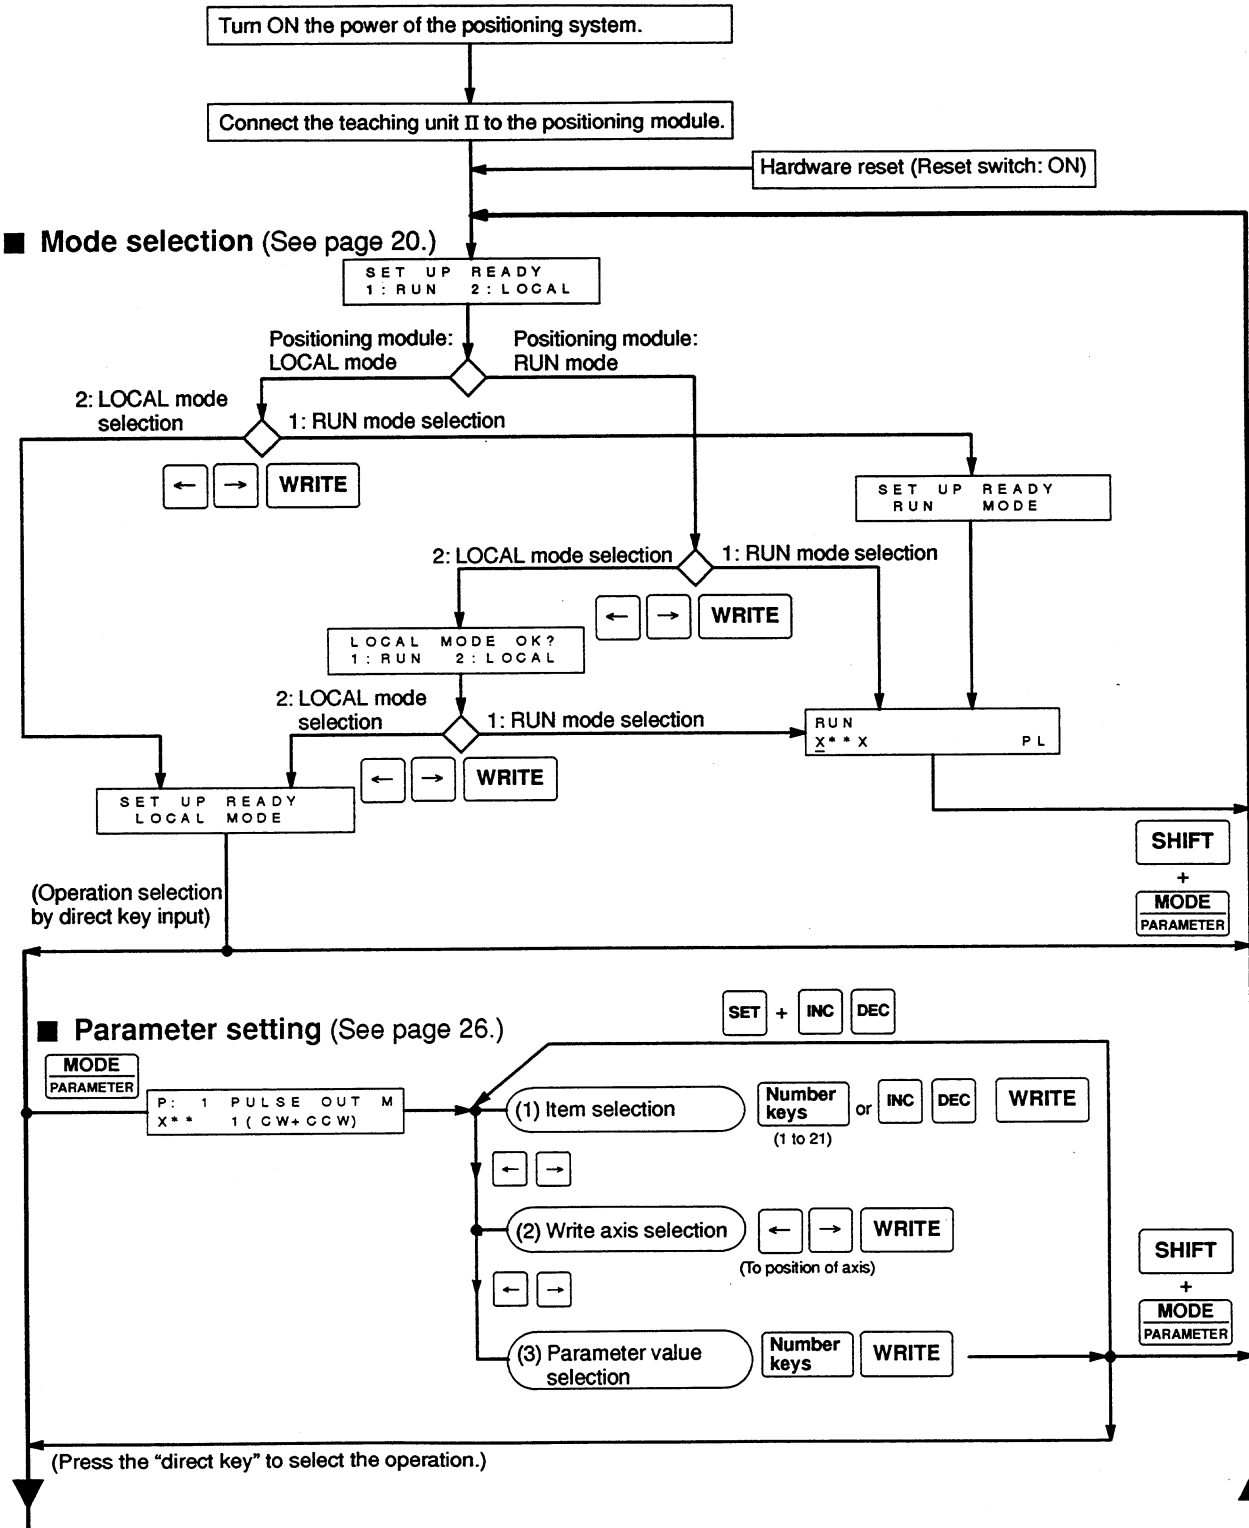 Turn ON the power of the positioning system.
Connect the teaching unit II to the positioning module.
Hardware reset (Reset switch: ON)
■ Mode selection (See page 20.)
SET UP READY
1:RUN 2:LOCAL
Positioning module:
LOCAL mode
Positioning module:
RUN mode
2: LOCAL mode
selection
1: RUN mode selection
← → WRITE
SET UP READY
RUN MODE
2: LOCAL mode selection
1: RUN mode selection
← → WRITE
LOCAL MODE OK?
1:RUN 2:LOCAL
2: LOCAL mode
selection
1: RUN mode selection
← → WRITE
RUN
X**X PL
SET UP READY
LOCAL MODE
SHIFT
+
MODE
PARAMETER
(Operation selection
by direct key input)
■ Parameter setting (See page 26.)
SET + INC DEC
MODE
PARAMETER
P: 1 PULSE OUT M
X** 1(CW+CCW)
(1) Item selection
Number
keys
(1 to 21)
or INC DEC WRITE
← →
(2) Write axis selection
← → WRITE
(To position of axis)
← →
(3) Parameter value
selection
Number
keys
WRITE
SHIFT
+
MODE
PARAMETER
(Press the “direct key” to select the operation.)